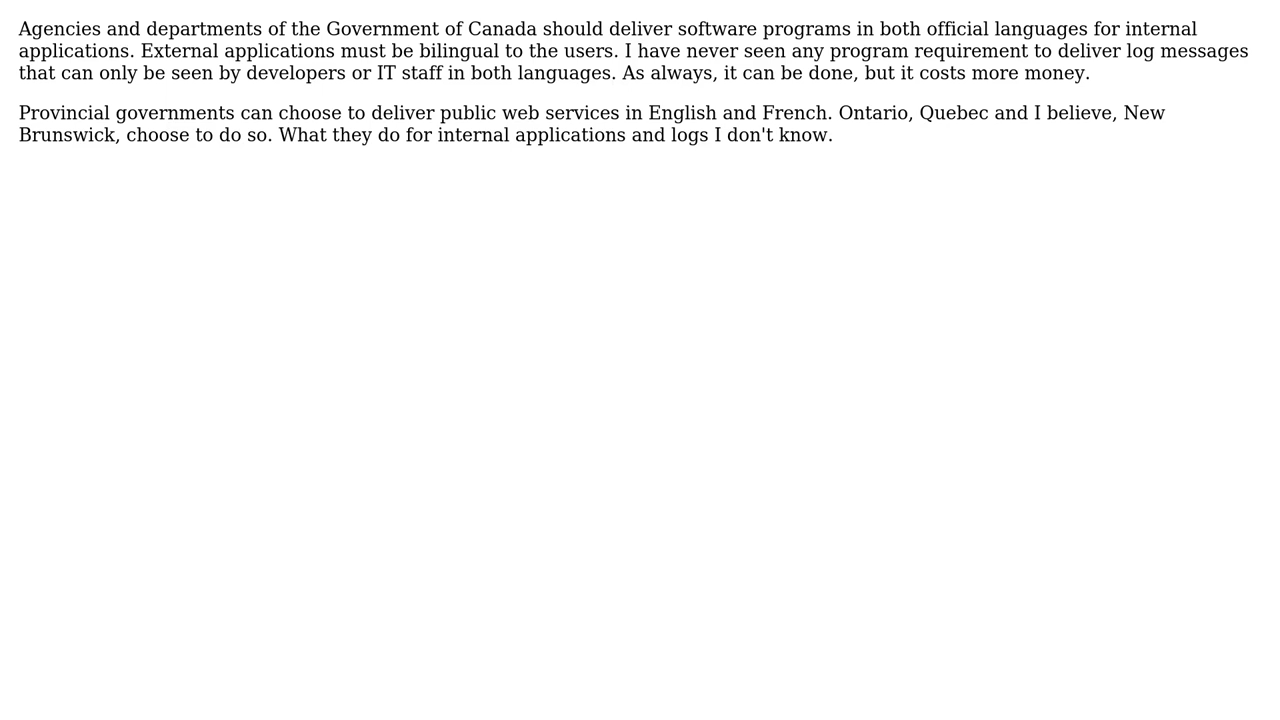 Agencies and departments of the Government of Canada should deliver software programs in both official languages for internal
applications. External applications must be bilingual to the users. I have never seen any program requirement to deliver log messages
that can only be seen by developers or IT staff in both languages. As always, it can be done, but it costs more money.
Provincial governments can choose to deliver public web services in English and French. Ontario, Quebec and I believe, New
Brunswick, choose to do so. What they do for internal applications and logs I don't know.